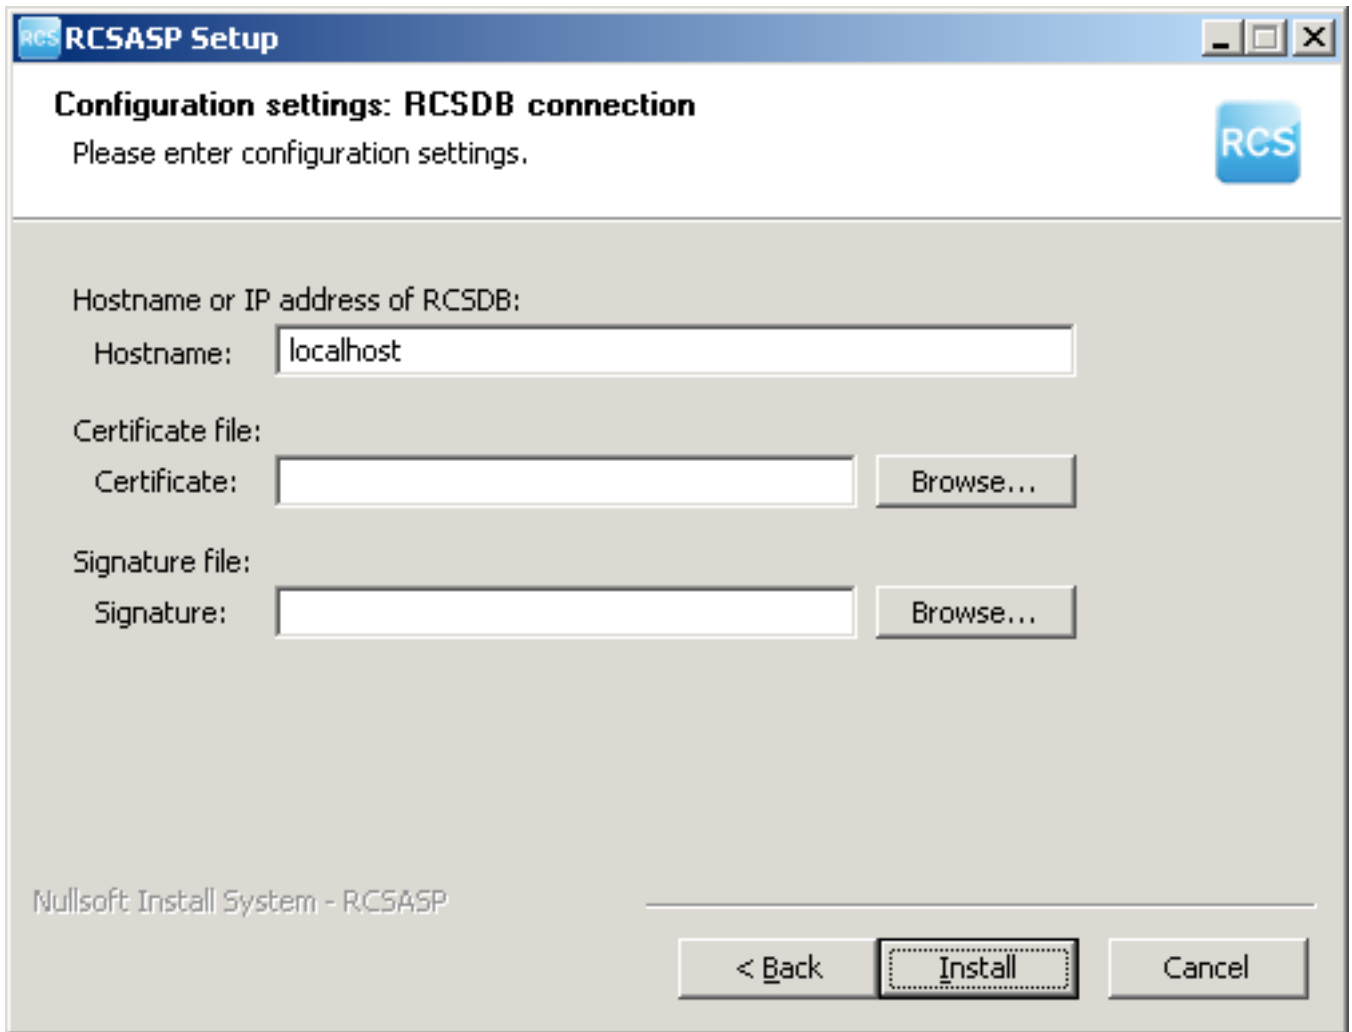 RCS RCSASP Setup
Configuration settings: RCSDB connection
Please enter configuration settings.
RCS
Hostname or IP address of RCSDB:
Hostname: localhost
Certificate file:
Certificate: Browse...
Signature file:
Signature: Browse...
Nullsoft Install System - RCSASP
< Back Install Cancel